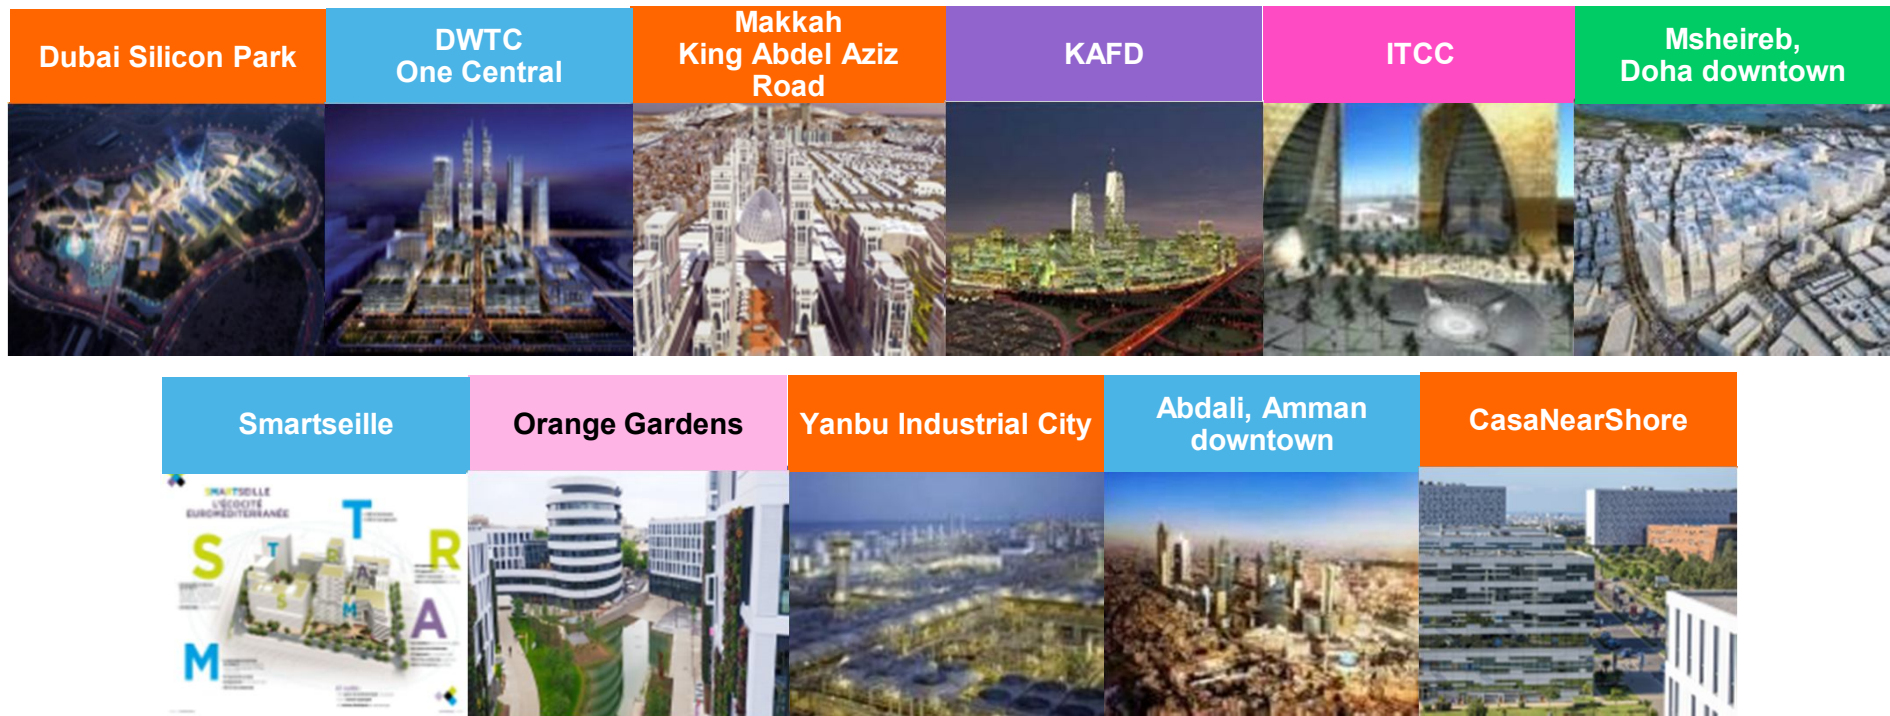 Dubai Silicon Park
DWTC
One Central
Makkah
King Abdel Aziz
Road
KAFD
ITCC
Msheireb,
Doha downtown
Smartseille
Orange Gardens
Yanbu Industrial City
Abdali, Amman
downtown
CasaNearShore
SMARTSEILLE
L'ÉCOCITÉ
EUROMÉDITERRANÉE
T
S
R
T
R
A
S
M
A
M